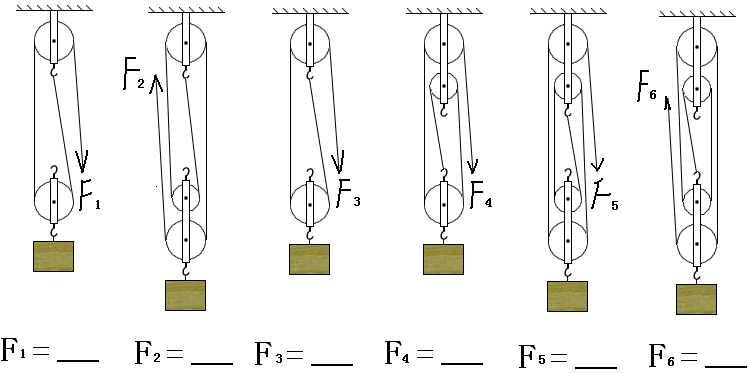 F₂
F₆
F₁
F₃
F₄
F₅
F₁ = ___ F₂ = ___ F₃ = ___ F₄ = ___ F₅ = ___ F₆ = ___